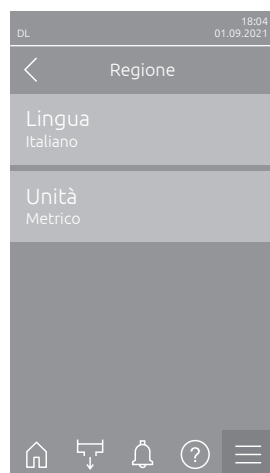 18:04
DL 01.09.2021
Regione
Lingua
Italiano
Unità
Metrico
?